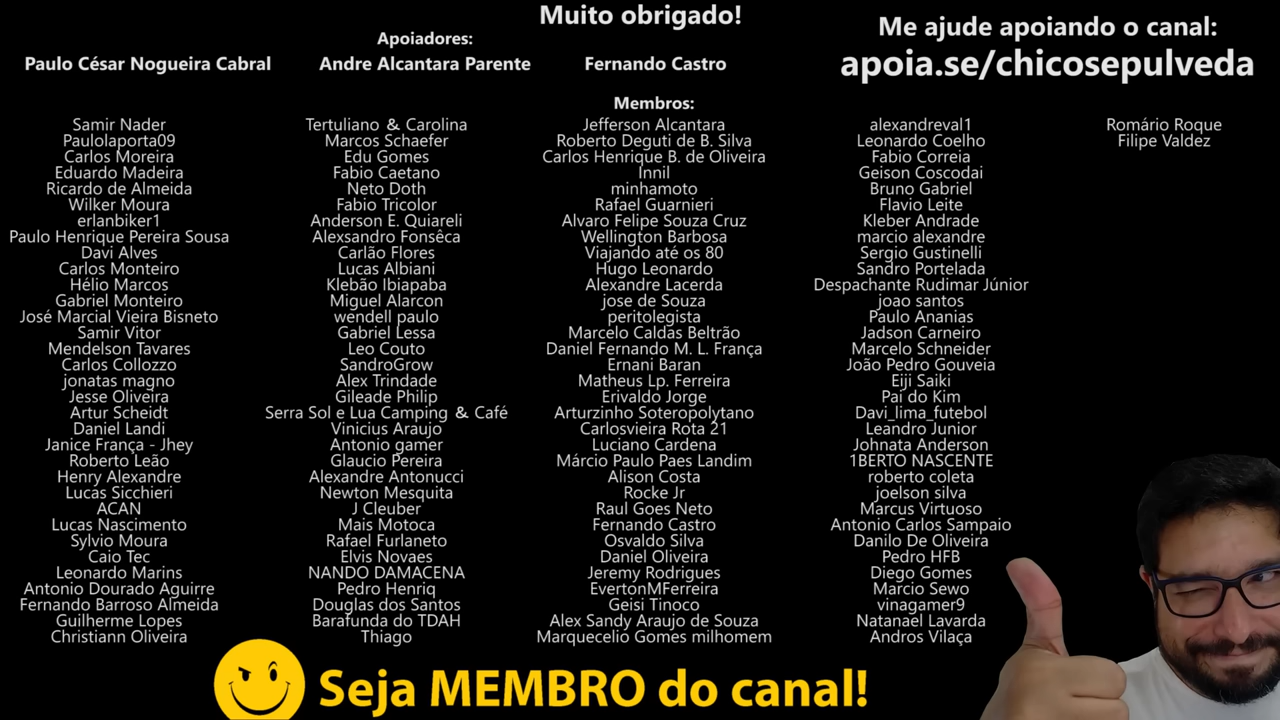 Muito obrigado!
Apoiadores:
Paulo César Nogueira Cabral
Andre Alcantara Parente
Fernando Castro
Me ajude apoiando o canal:
apoia.se/chicosepulveda
Membros:
Samir Nader
Paulolaporta09
Carlos Moreira
Eduardo Madeira
Ricardo de Almeida
Wilker Moura
erlanbiker1
Paulo Henrique Pereira Sousa
Davi Alves
Carlos Monteiro
Hélio Marcos
Gabriel Monteiro
José Marcial Vieira Bisneto
Samir Vitor
Mendelson Tavares
Carlos Collozzo
jonatas magno
Jesse Oliveira
Artur Scheidt
Daniel Landi
Janice França - Jhey
Roberto Leão
Henry Alexandre
Lucas Sicchieri
ACAN
Lucas Nascimento
Sylvio Moura
Caio Tec
Leonardo Marins
Antonio Dourado Aguirre
Fernando Barroso Almeida
Guilherme Lopes
Christiann Oliveira
Tertuliano & Carolina
Marcos Schaefer
Edu Gomes
Fabio Caetano
Neto Doth
Fabio Tricolor
Anderson E. Quiareli
Alexsandro Fonsêca
Carlão Flores
Lucas Albiani
Klebão Ibiapaba
Miguel Alarcon
wendell paulo
Gabriel Lessa
Leo Couto
SandroGrow
Alex Trindade
Gileade Philip
Serra Sol e Lua Camping & Café
Vinicius Araujo
Antonio gamer
Glaucio Pereira
Alexandre Antonucci
Newton Mesquita
J Cleuber
Mais Motoca
Rafael Furlaneto
Elvis Novaes
NANDO DAMACENA
Pedro Henriq
Douglas dos Santos
Barafunda do TDAH
Thiago
Jefferson Alcantara
Roberto Deguti de B. Silva
Carlos Henrique B. de Oliveira
Innil
minhamoto
Rafael Guarnieri
Alvaro Felipe Souza Cruz
Wellington Barbosa
Viajando até os 80
Hugo Leonardo
Alexandre Lacerda
jose de Souza
peritolegista
Marcelo Caldas Beltrão
Daniel Fernando M. L. França
Ernani Baran
Matheus Lp. Ferreira
Erivaldo Jorge
Arturzinho Soteropolytano
Carlosvieira Rota 21
Luciano Cardena
Márcio Paulo Paes Landim
Alison Costa
Rocke Jr
Raul Goes Neto
Fernando Castro
Osvaldo Silva
Daniel Oliveira
Jeremy Rodrigues
EvertonMFerreira
Geisi Tinoco
Alex Sandy Araujo de Souza
Marquecelio Gomes milhomem
alexandreval1
Leonardo Coelho
Fabio Correia
Geison Coscodai
Bruno Gabriel
Flavio Leite
Kleber Andrade
marcio alexandre
Sergio Gustinelli
Sandro Portelada
Despachante Rudimar Júnior
joao santos
Paulo Ananias
Jadson Carneiro
Marcelo Schneider
João Pedro Gouveia
Eiji Saiki
Pai do Kim
Davi_lima_futebol
Leandro Junior
Johnata Anderson
1BERTO NASCENTE
roberto coleta
joelson silva
Marcus Virtuoso
Antonio Carlos Sampaio
Danilo De Oliveira
Pedro HFB
Diego Gomes
Marcio Sewo
vinagamer9
Natanael Lavarda
Andros Vilaça
Romário Roque
Filipe Valdez
Seja MEMBRO do canal!